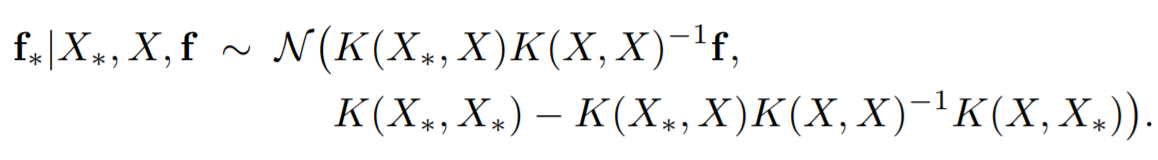 f∗|X∗, X, f ∼ 𝒩(K(X∗, X)K(X, X)⁻¹f,
K(X∗, X∗) − K(X∗, X)K(X, X)⁻¹K(X, X∗)).